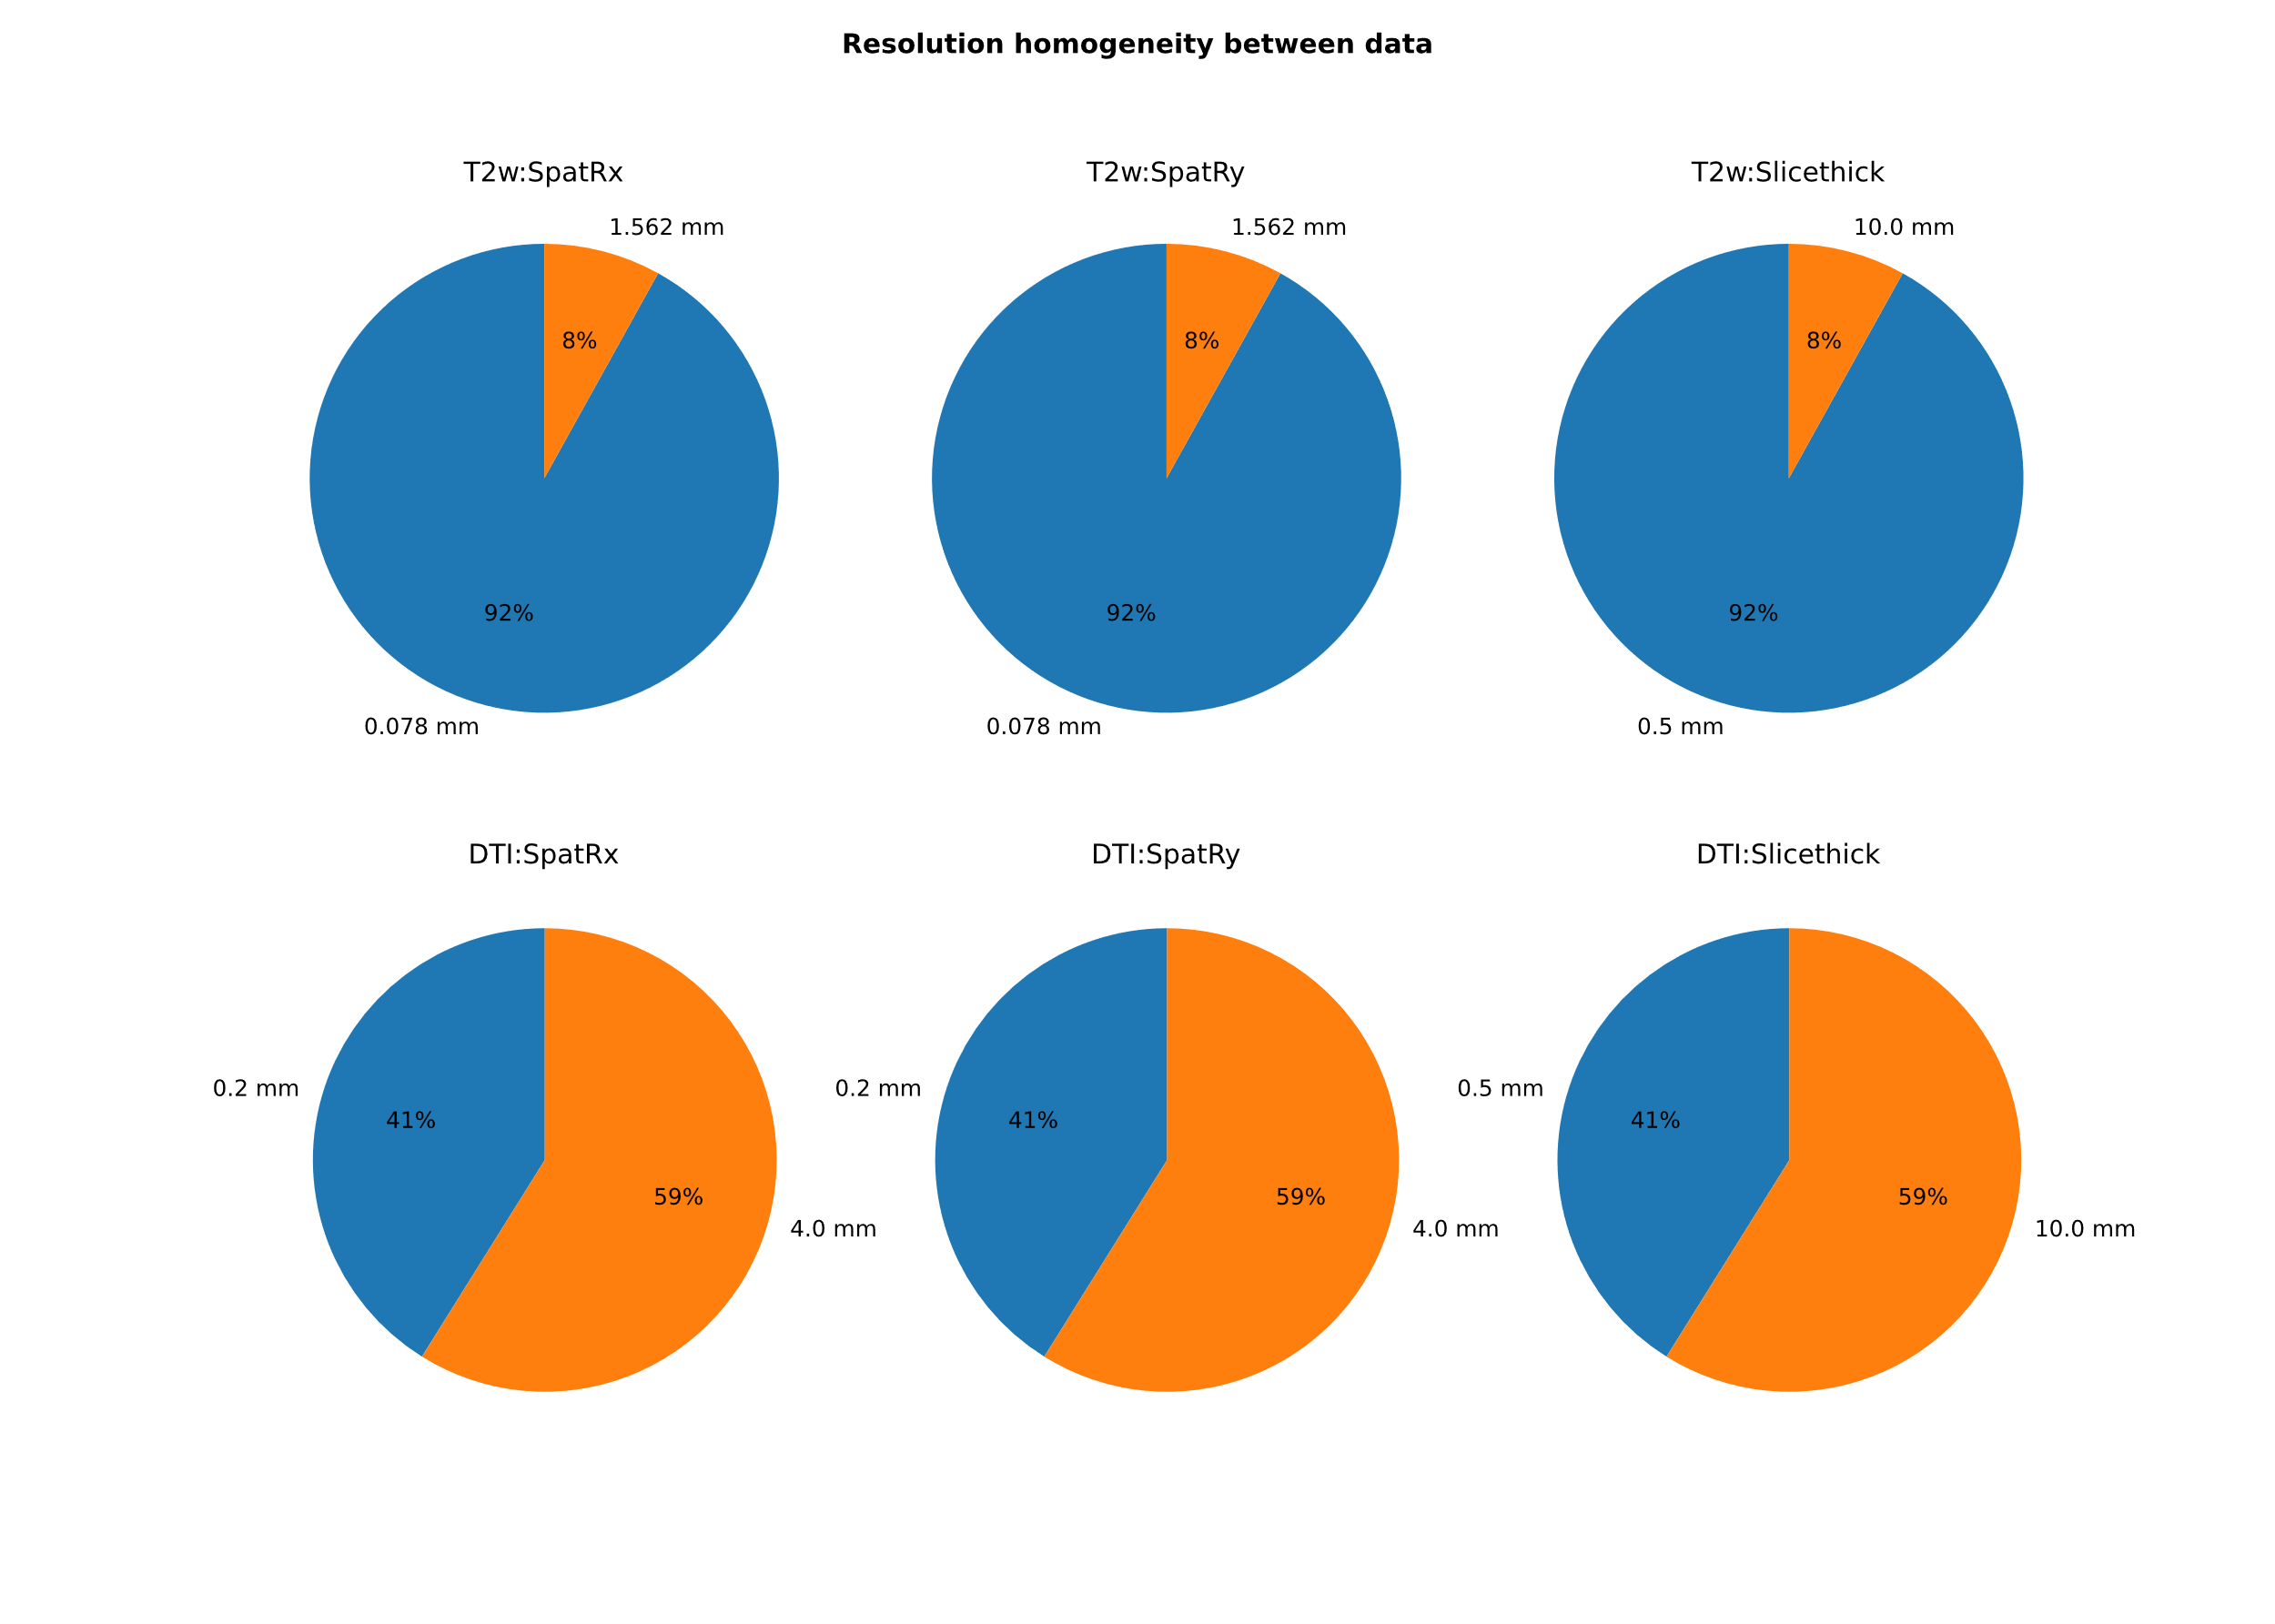 Resolution homogeneity between data
T2w:SpatRx
1.562 mm
8%
92%
0.078 mm
T2w:SpatRy
1.562 mm
8%
92%
0.078 mm
T2w:Slicethick
10.0 mm
8%
92%
0.5 mm
DTI:SpatRx
0.2 mm
41%
59%
4.0 mm
DTI:SpatRy
0.2 mm
41%
59%
4.0 mm
DTI:Slicethick
0.5 mm
41%
59%
10.0 mm